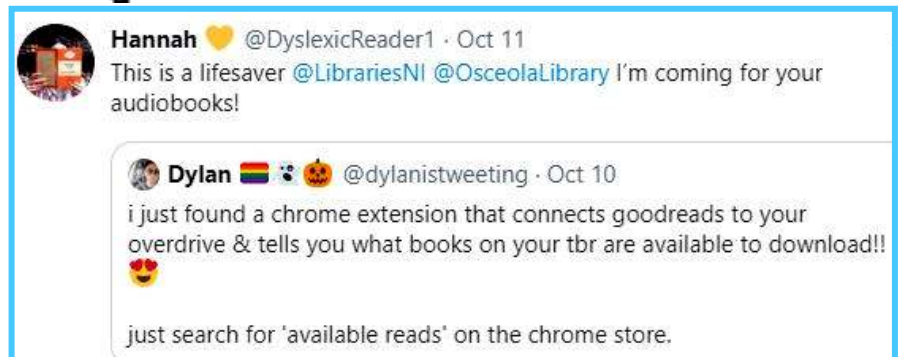 Hannah 💛 @DyslexicReader1 · Oct 11
This is a lifesaver @LibrariesNI @OsceolaLibrary I'm coming for your
audiobooks!
Dylan 🏳️‍🌈 👻 🎃 @dylanistweeting · Oct 10
i just found a chrome extension that connects goodreads to your
overdrive & tells you what books on your tbr are available to download!!
😍
just search for 'available reads' on the chrome store.